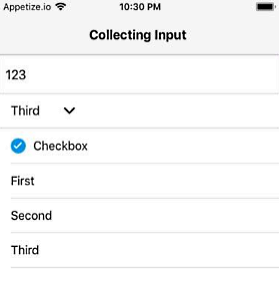 Appetize.io 10:30 PM
Collecting Input
123
Third
Checkbox
First
Second
Third